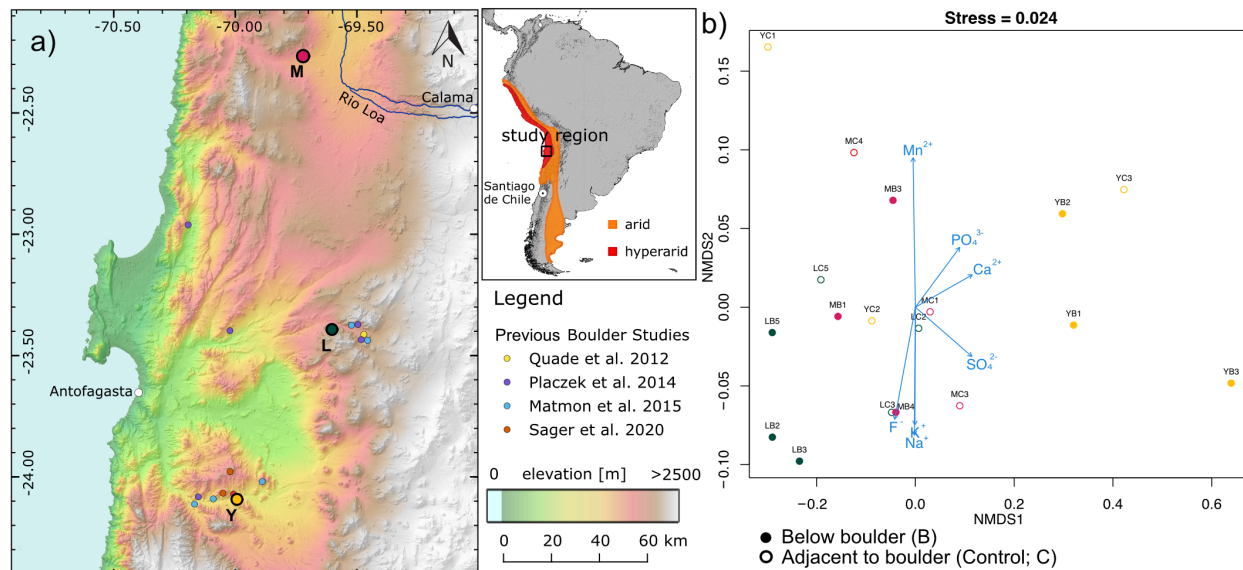 a)
-70.50
-70.00
-69.50
N
M
Rio Loa
Calama
-22.50
-23.00
-23.50
-24.00
L
Antofagasta
Y
study region
Santiago
de Chile
arid
hyperarid
Legend
Previous Boulder Studies
Quade et al. 2012
Placzek et al. 2014
Matmon et al. 2015
Sager et al. 2020
0 elevation [m] >2500
0 20 40 60 km
b)
Stress = 0.024
NMDS2
0.15
0.10
0.05
0.00
−0.05
−0.10
YC1
MC4
Mn²⁺
MB3
YC3
YB2
PO₄³⁻
Ca²⁺
LC5
MC1
MB1
YC2
LC2
LB5
YB1
SO₄²⁻
YB3
LC3
MB4
MC3
F⁻
K⁺
Na⁺
LB2
LB3
−0.2
0.0
0.2
0.4
0.6
NMDS1
Below boulder (B)
Adjacent to boulder (Control; C)